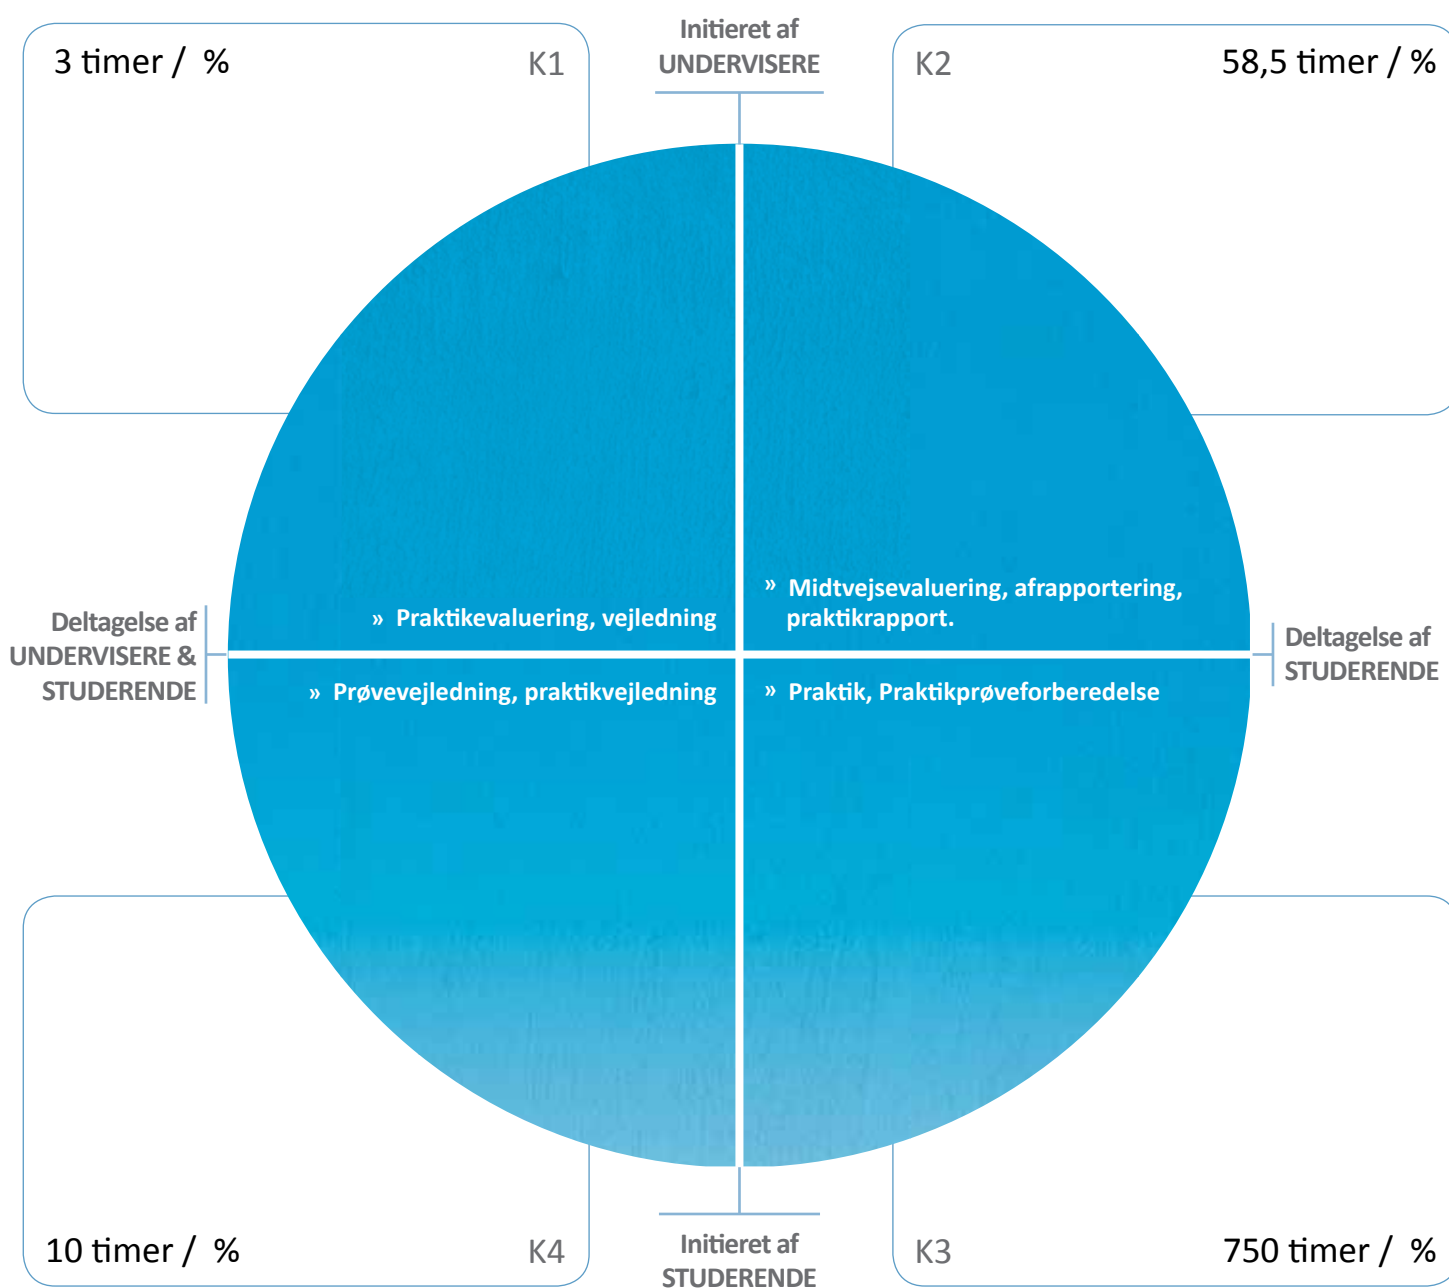 3 timer /  %
K1
Initieret af
UNDERVISERE
K2
58,5 timer / %
» Praktikevaluering, vejledning
» Midtvejsevaluering, afrapportering,
praktikrapport.
Deltagelse af
UNDERVISERE &
STUDERENDE
Deltagelse af
STUDERENDE
» Prøvevejledning, praktikvejledning
» Praktik, Praktikprøveforberedelse
10 timer /  %
K4
Initieret af
STUDERENDE
K3
750 timer /  %